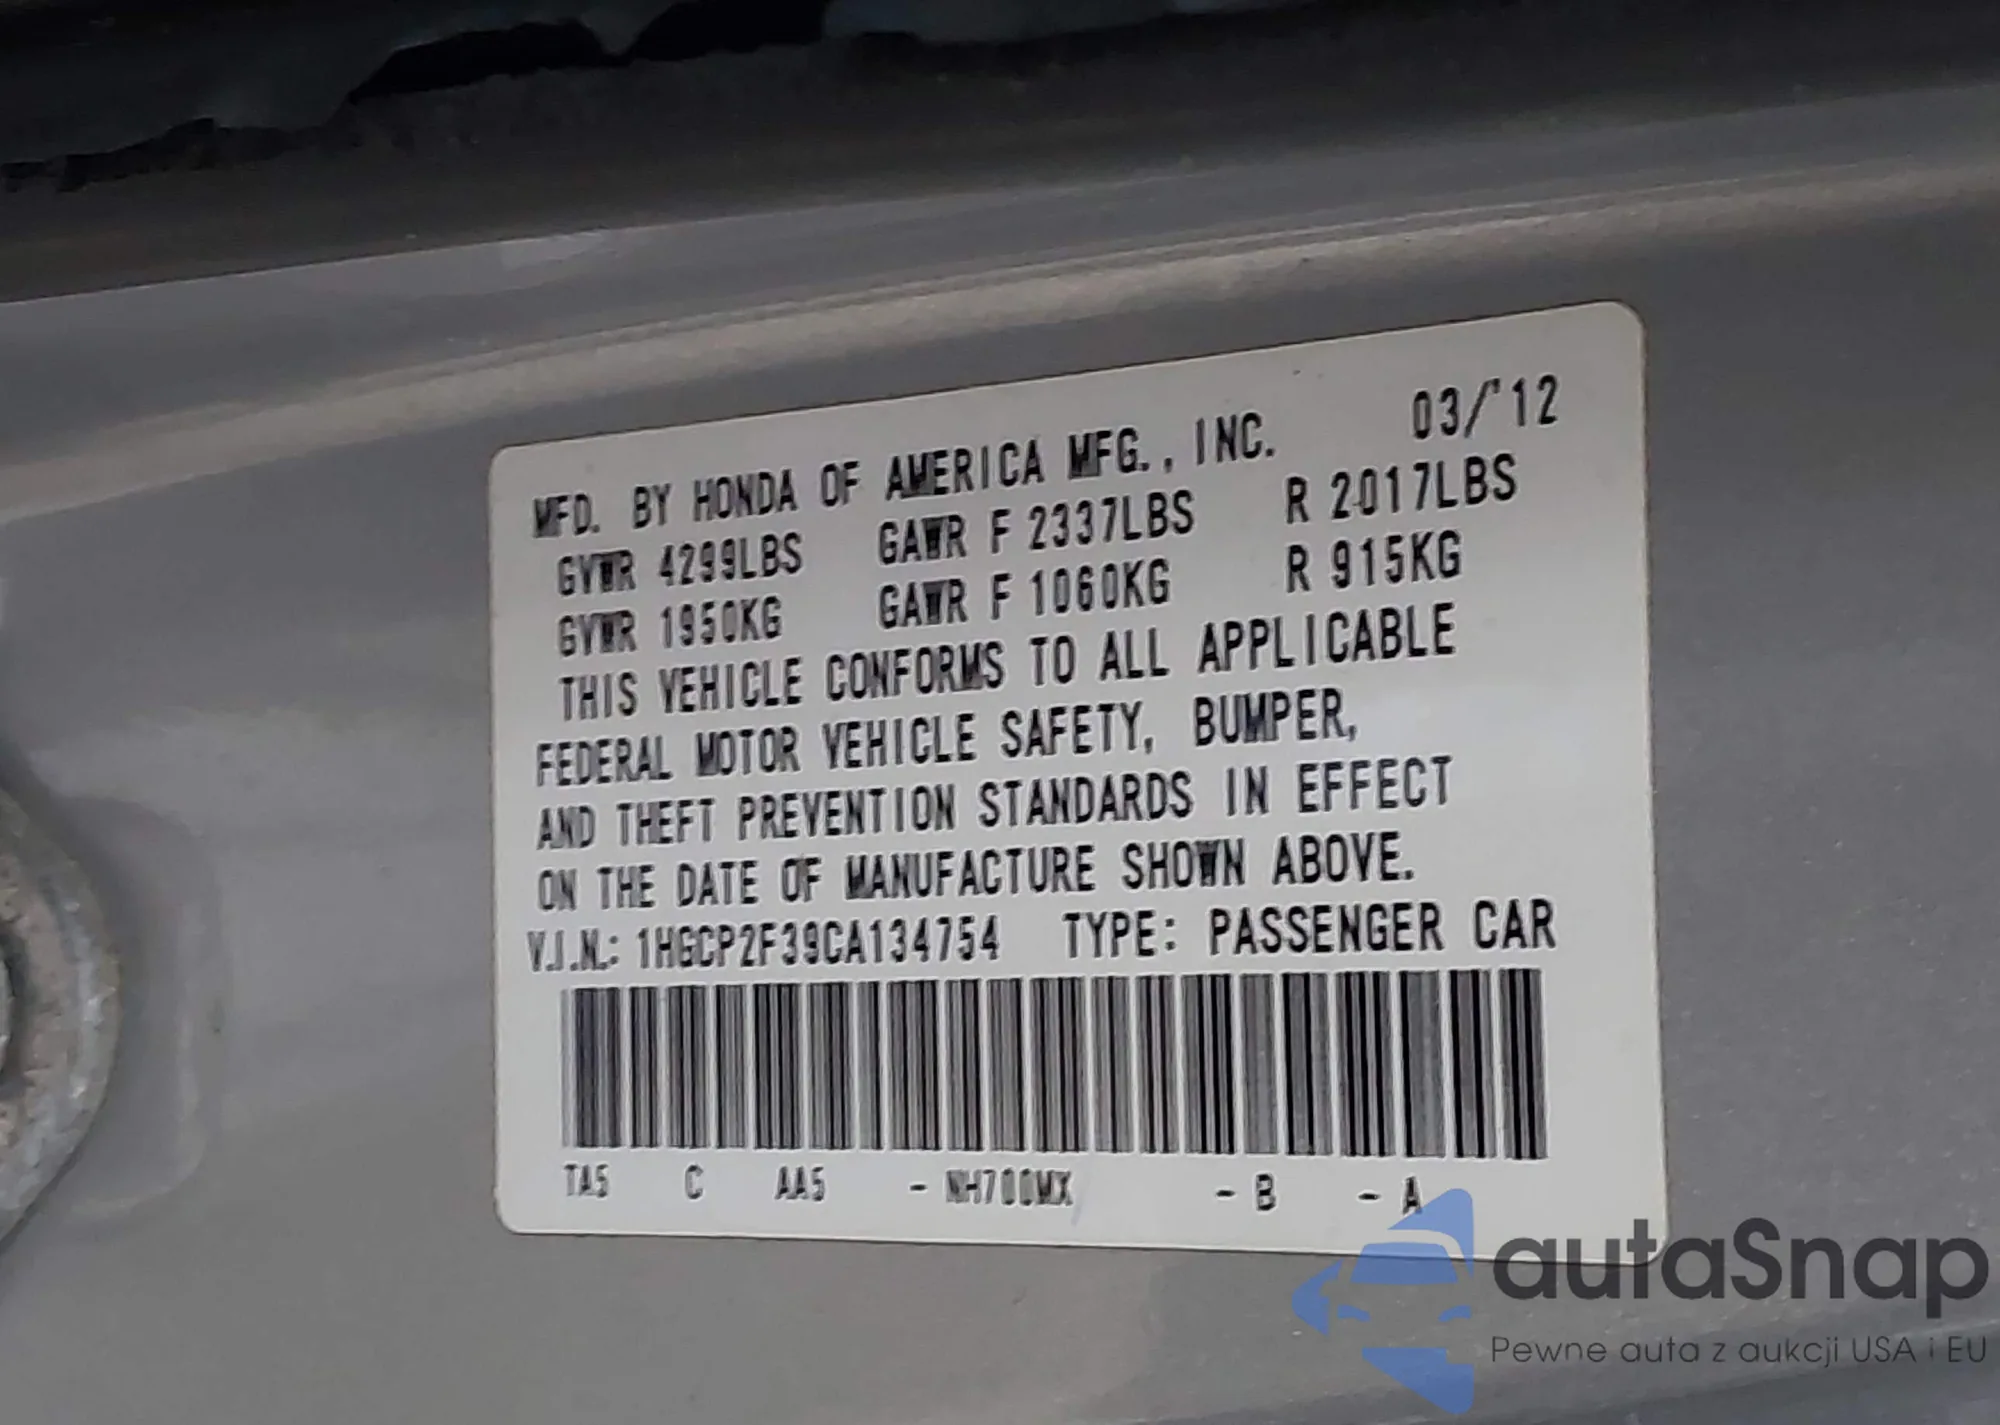 MFD. BY HONDA OF AMERICA MFG., INC. 03/'12
GVWR 4299LBS GAWR F 2337LBS R 2017LBS
GVWR 1950KG GAWR F 1060KG R 915KG
THIS VEHICLE CONFORMS TO ALL APPLICABLE
FEDERAL MOTOR VEHICLE SAFETY, BUMPER,
AND THEFT PREVENTION STANDARDS IN EFFECT
ON THE DATE OF MANUFACTURE SHOWN ABOVE.
V.I.N.: 1HGCP2F39CA134754 TYPE: PASSENGER CAR
TA5 C AA5 - NH700MX - B - A
autaSnap
Pewne auta z aukcji USA i EU